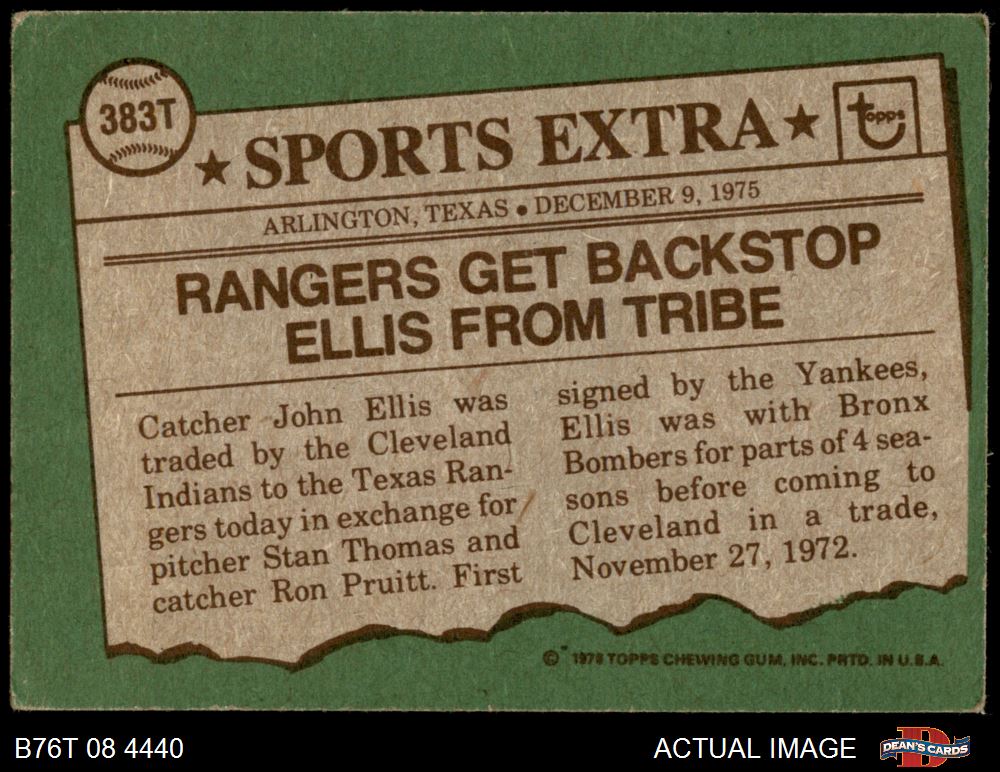 383T
★ SPORTS EXTRA ★
topps
ARLINGTON, TEXAS • DECEMBER 9, 1975
RANGERS GET BACKSTOP
ELLIS FROM TRIBE
Catcher John Ellis was
traded by the Cleveland
Indians to the Texas Ran-
gers today in exchange for
pitcher Stan Thomas and
catcher Ron Pruitt. First
signed by the Yankees,
Ellis was with Bronx
Bombers for parts of 4 sea-
sons before coming to
Cleveland in a trade,
November 27, 1972.
© 1976 TOPPS CHEWING GUM, INC. PRTD. IN U.S.A.
B76T 08 4440
ACTUAL IMAGE
DEAN'S CARDS